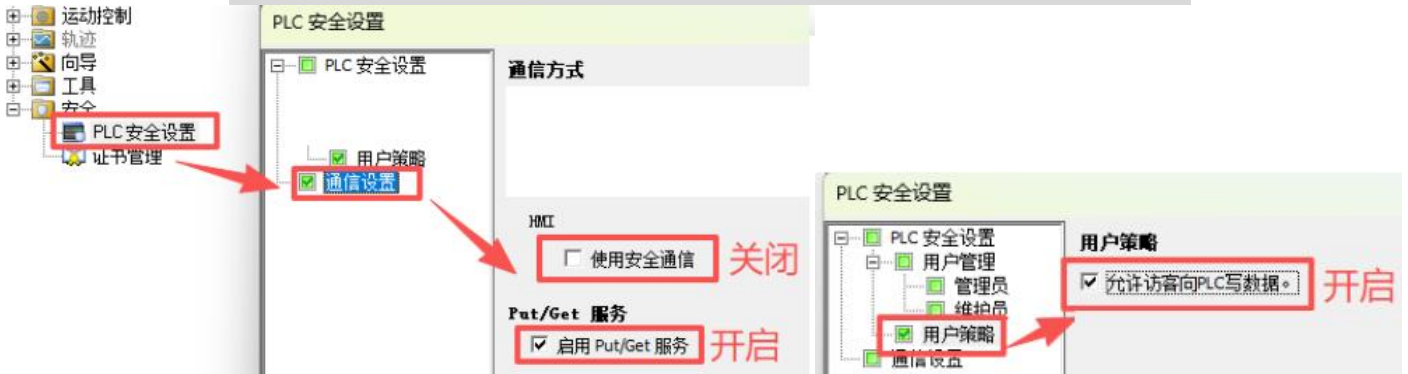 运动控制
轨迹
向导
工具
安全
PLC 安全设置
证书管理
PLC 安全设置
PLC 安全设置
用户策略
通信设置
通信方式
HMI
使用安全通信
关闭
Put/Get 服务
启用 Put/Get 服务
开启
PLC 安全设置
PLC 安全设置
用户管理
管理员
维护员
用户策略
通信设置
用户策略
允许访客向PLC写数据。
开启